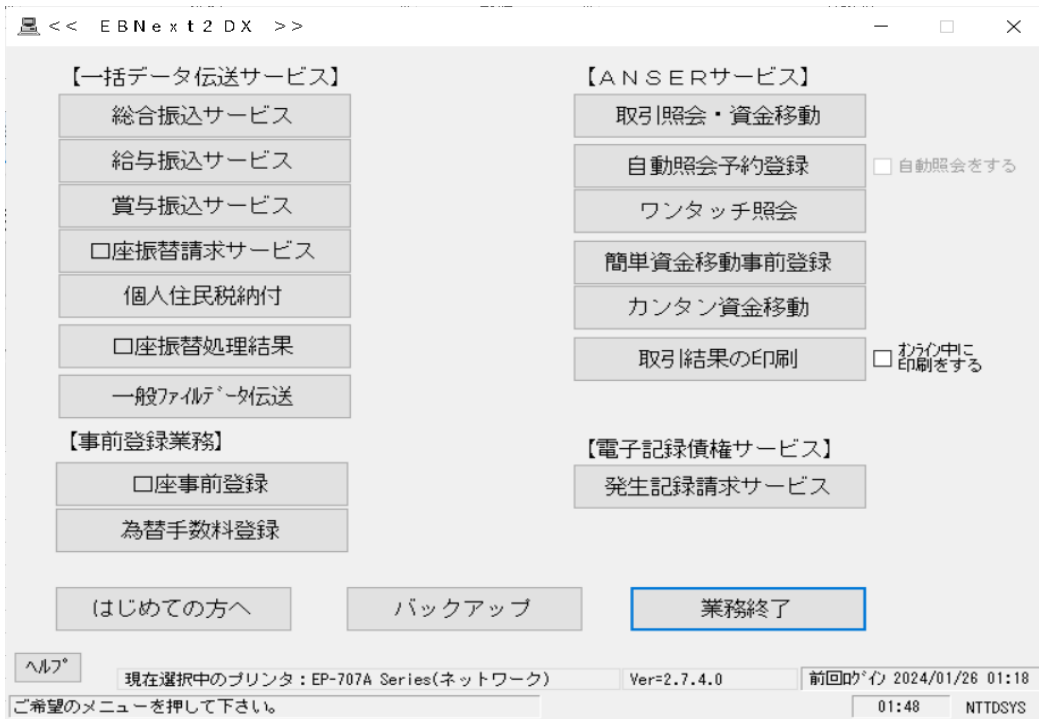 << EBNext2DX >>
【一括データ伝送サービス】
総合振込サービス
給与振込サービス
賞与振込サービス
口座振替請求サービス
個人住民税納付
口座振替処理結果
一般ﾌｧｲﾙﾃﾞｰﾀ伝送
【事前登録業務】
口座事前登録
為替手数料登録
【ANSERサービス】
取引照会・資金移動
自動照会予約登録
自動照会をする
ワンタッチ照会
簡単資金移動事前登録
カンタン資金移動
取引結果の印刷
ｵﾝﾗｲﾝ中に
印刷をする
【電子記録債権サービス】
発生記録請求サービス
はじめての方へ
バックアップ
業務終了
ﾍﾙﾌﾟ
現在選択中のプリンタ：EP-707A Series(ネットワーク)
Ver=2.7.4.0
前回ﾛｸﾞｲﾝ 2024/01/26 01:18
ご希望のメニューを押して下さい。
01:48
NTTDSYS